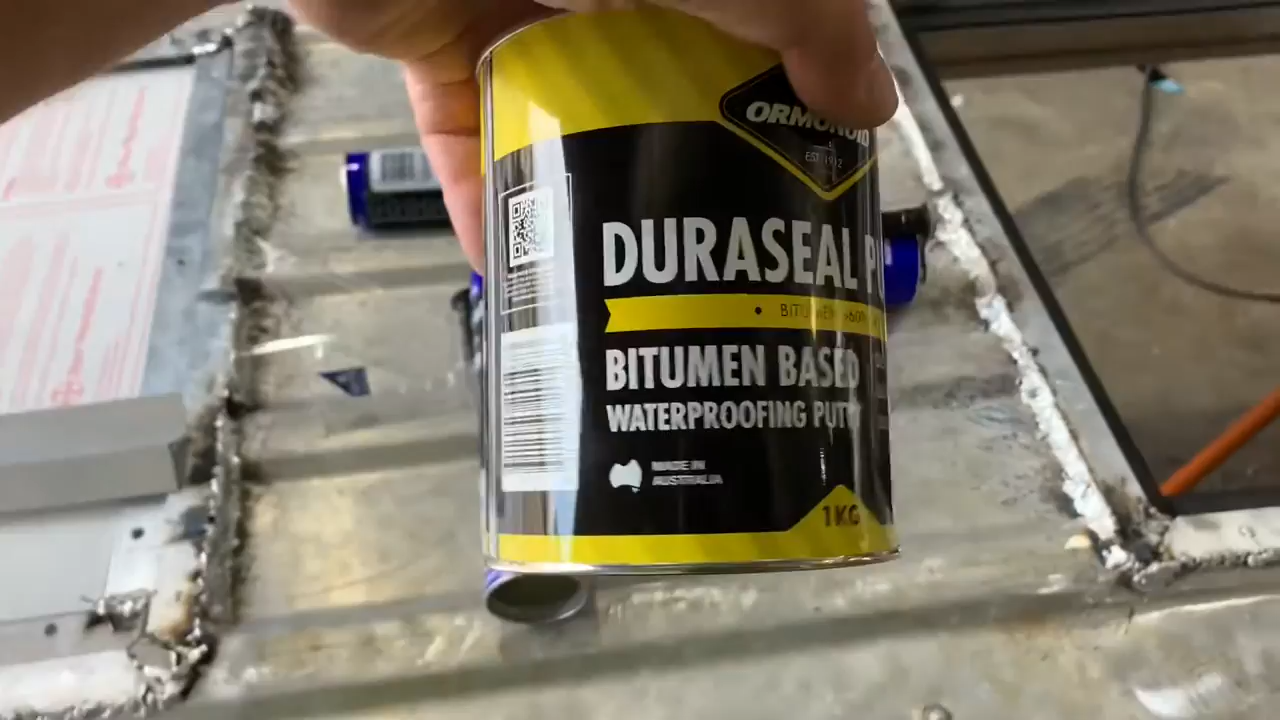 ORMONOID
EST. 1912
DURASEAL
BITUMEN BASED
WATERPROOFING PUTTY
MADE IN
AUSTRALIA
1KG